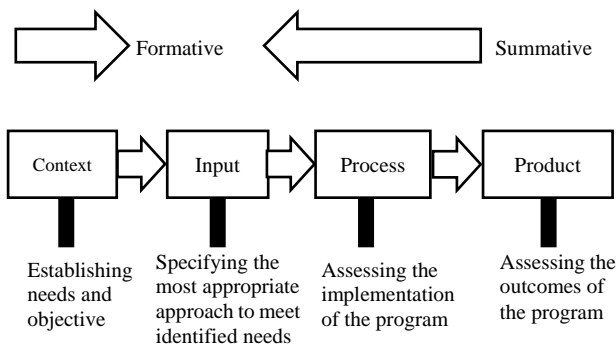 Formative
Summative
Context
Input
Process
Product
Establishing
needs and
objective
Specifying the
most appropriate
approach to meet
identified needs
Assessing the
implementation
of the program
Assessing the
outcomes of
the program